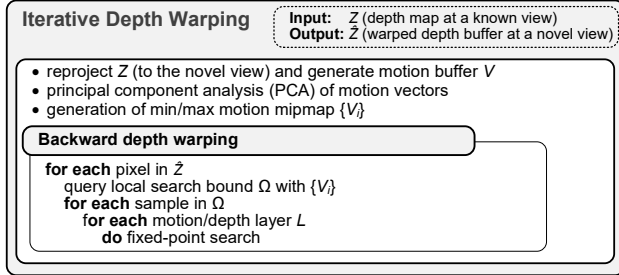 Iterative Depth Warping
Input: Z (depth map at a known view)
Output: Ẑ (warped depth buffer at a novel view)
• reproject Z (to the novel view) and generate motion buffer V
• principal component analysis (PCA) of motion vectors
• generation of min/max motion mipmap {Vᵢ}
Backward depth warping
for each pixel in Ẑ
query local search bound Ω with {Vᵢ}
for each sample in Ω
for each motion/depth layer L
do fixed-point search